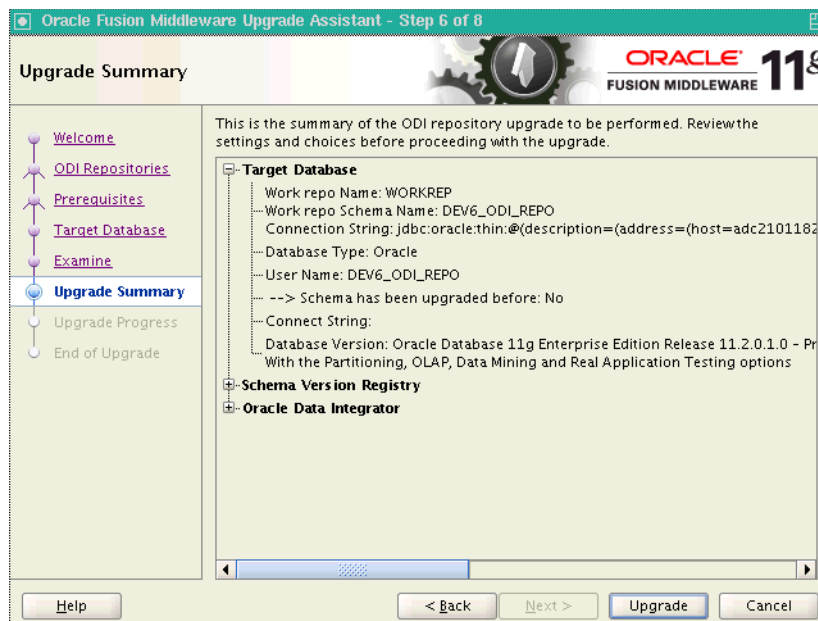 Oracle Fusion Middleware Upgrade Assistant - Step 6 of 8
Upgrade Summary
ORACLE
FUSION MIDDLEWARE 11g
Welcome
ODI Repositories
Prerequisites
Target Database
Examine
Upgrade Summary
Upgrade Progress
End of Upgrade
This is the summary of the ODI repository upgrade to be performed. Review the
settings and choices before proceeding with the upgrade.
Target Database
Work repo Name: WORKREP
Work repo Schema Name: DEV6_ODI_REPO
Connection String: jdbc:oracle:thin:@(description=(address=(host=adc2101182
Database Type: Oracle
User Name: DEV6_ODI_REPO
--> Schema has been upgraded before: No
Connect String:
Database Version: Oracle Database 11g Enterprise Edition Release 11.2.0.1.0 - Pr
With the Partitioning, OLAP, Data Mining and Real Application Testing options
Schema Version Registry
Oracle Data Integrator
Help
< Back
Next >
Upgrade
Cancel